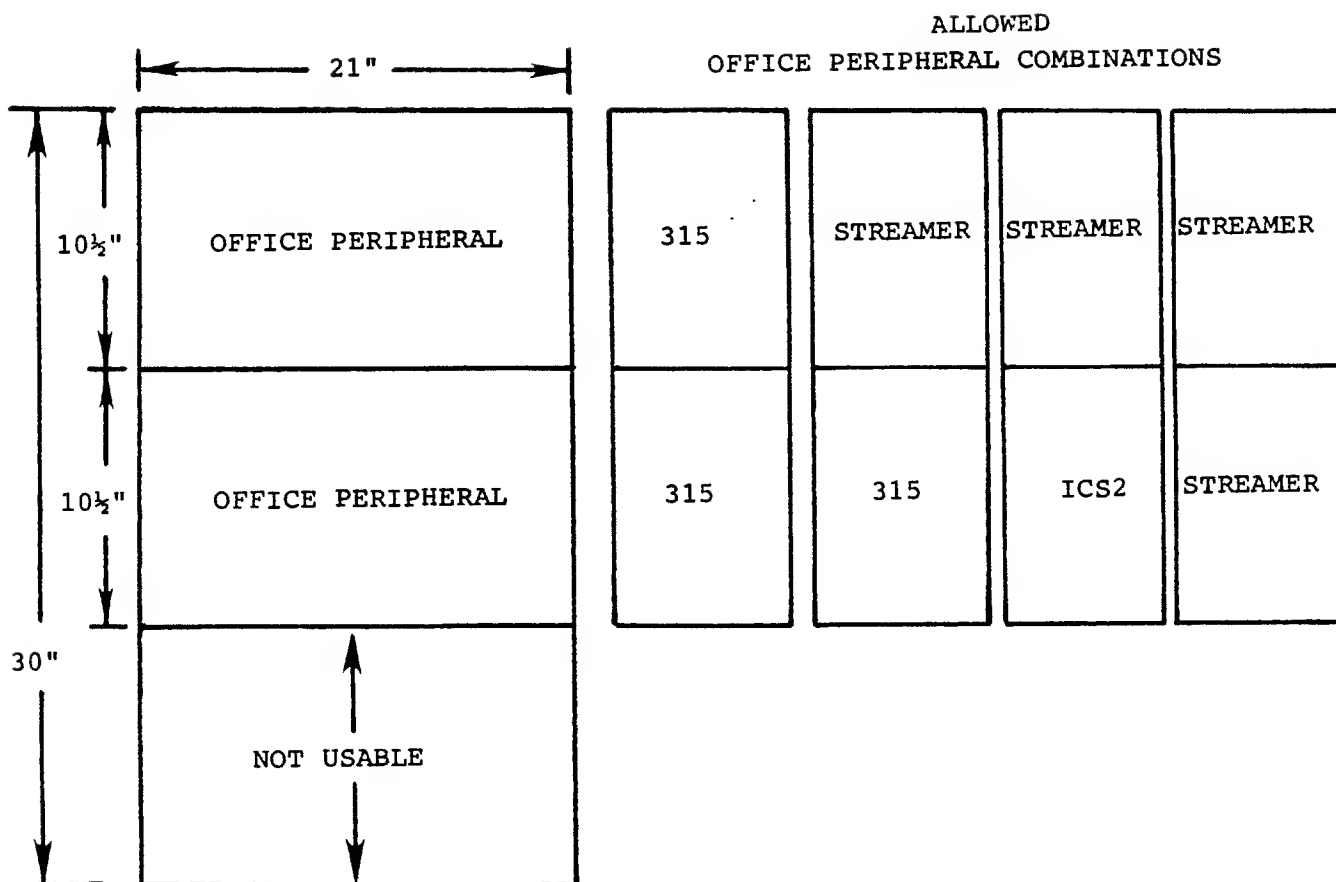 ALLOWED
OFFICE PERIPHERAL COMBINATIONS
21"
10½"
OFFICE PERIPHERAL
315
STREAMER
STREAMER
STREAMER
10½"
OFFICE PERIPHERAL
315
315
ICS2
STREAMER
30"
NOT USABLE